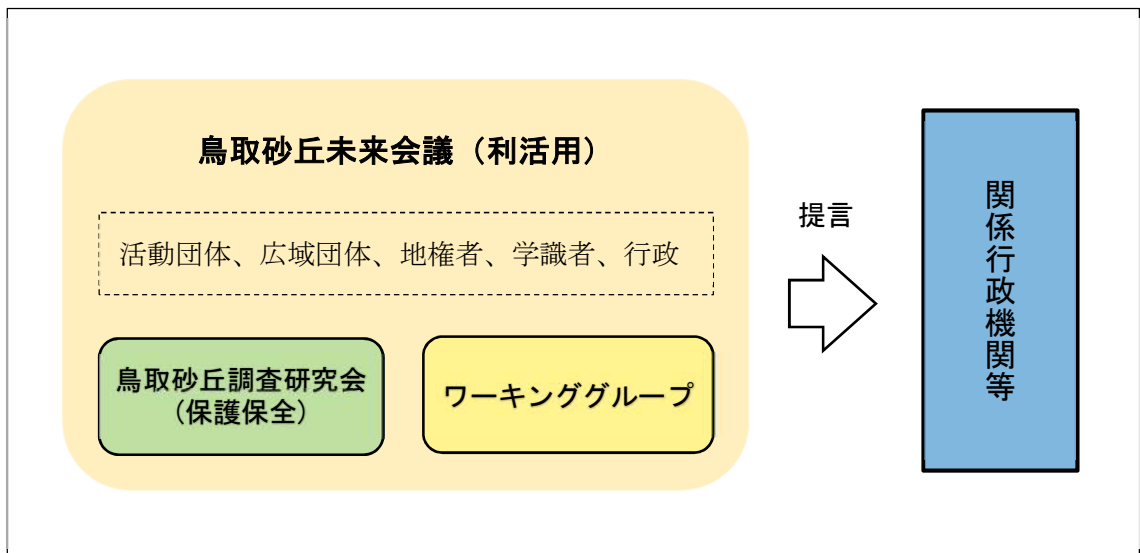 鳥取砂丘未来会議（利活用）
活動団体、広域団体、地権者、学識者、行政
鳥取砂丘調査研究会
（保護保全）
ワーキンググループ
提言
関係行政機関等